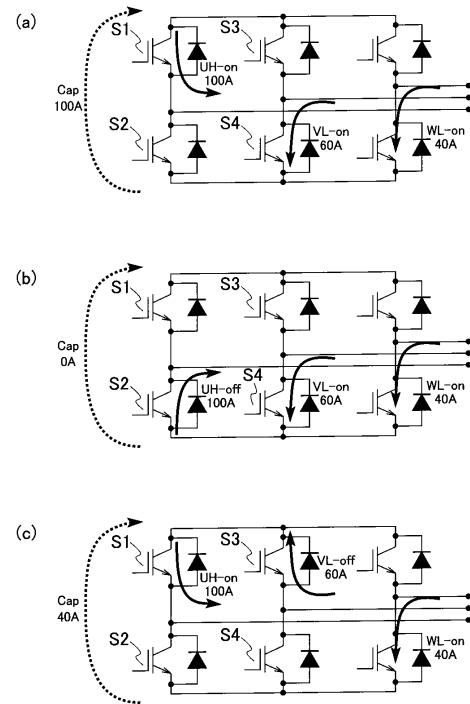 (a)
S1
S3
UH-on
100A
Cap
100A
S2
S4
VL-on
60A
WL-on
40A
(b)
S1
S3
Cap
0A
S2
UH-off
100A
S4
VL-on
60A
WL-on
40A
(c)
S1
S3
UH-on
100A
VL-off
60A
Cap
40A
S2
S4
WL-on
40A